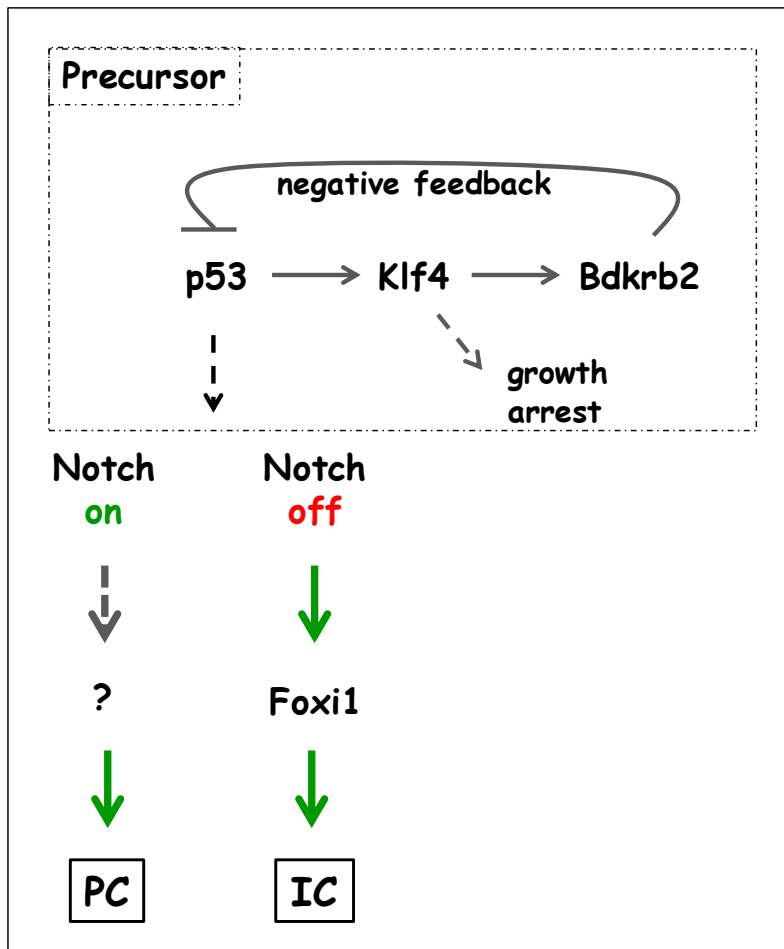 Precursor
negative feedback
p53 Klf4 Bdkrb2
growth
arrest
Notch Notch
on off
? Foxi1
PC IC